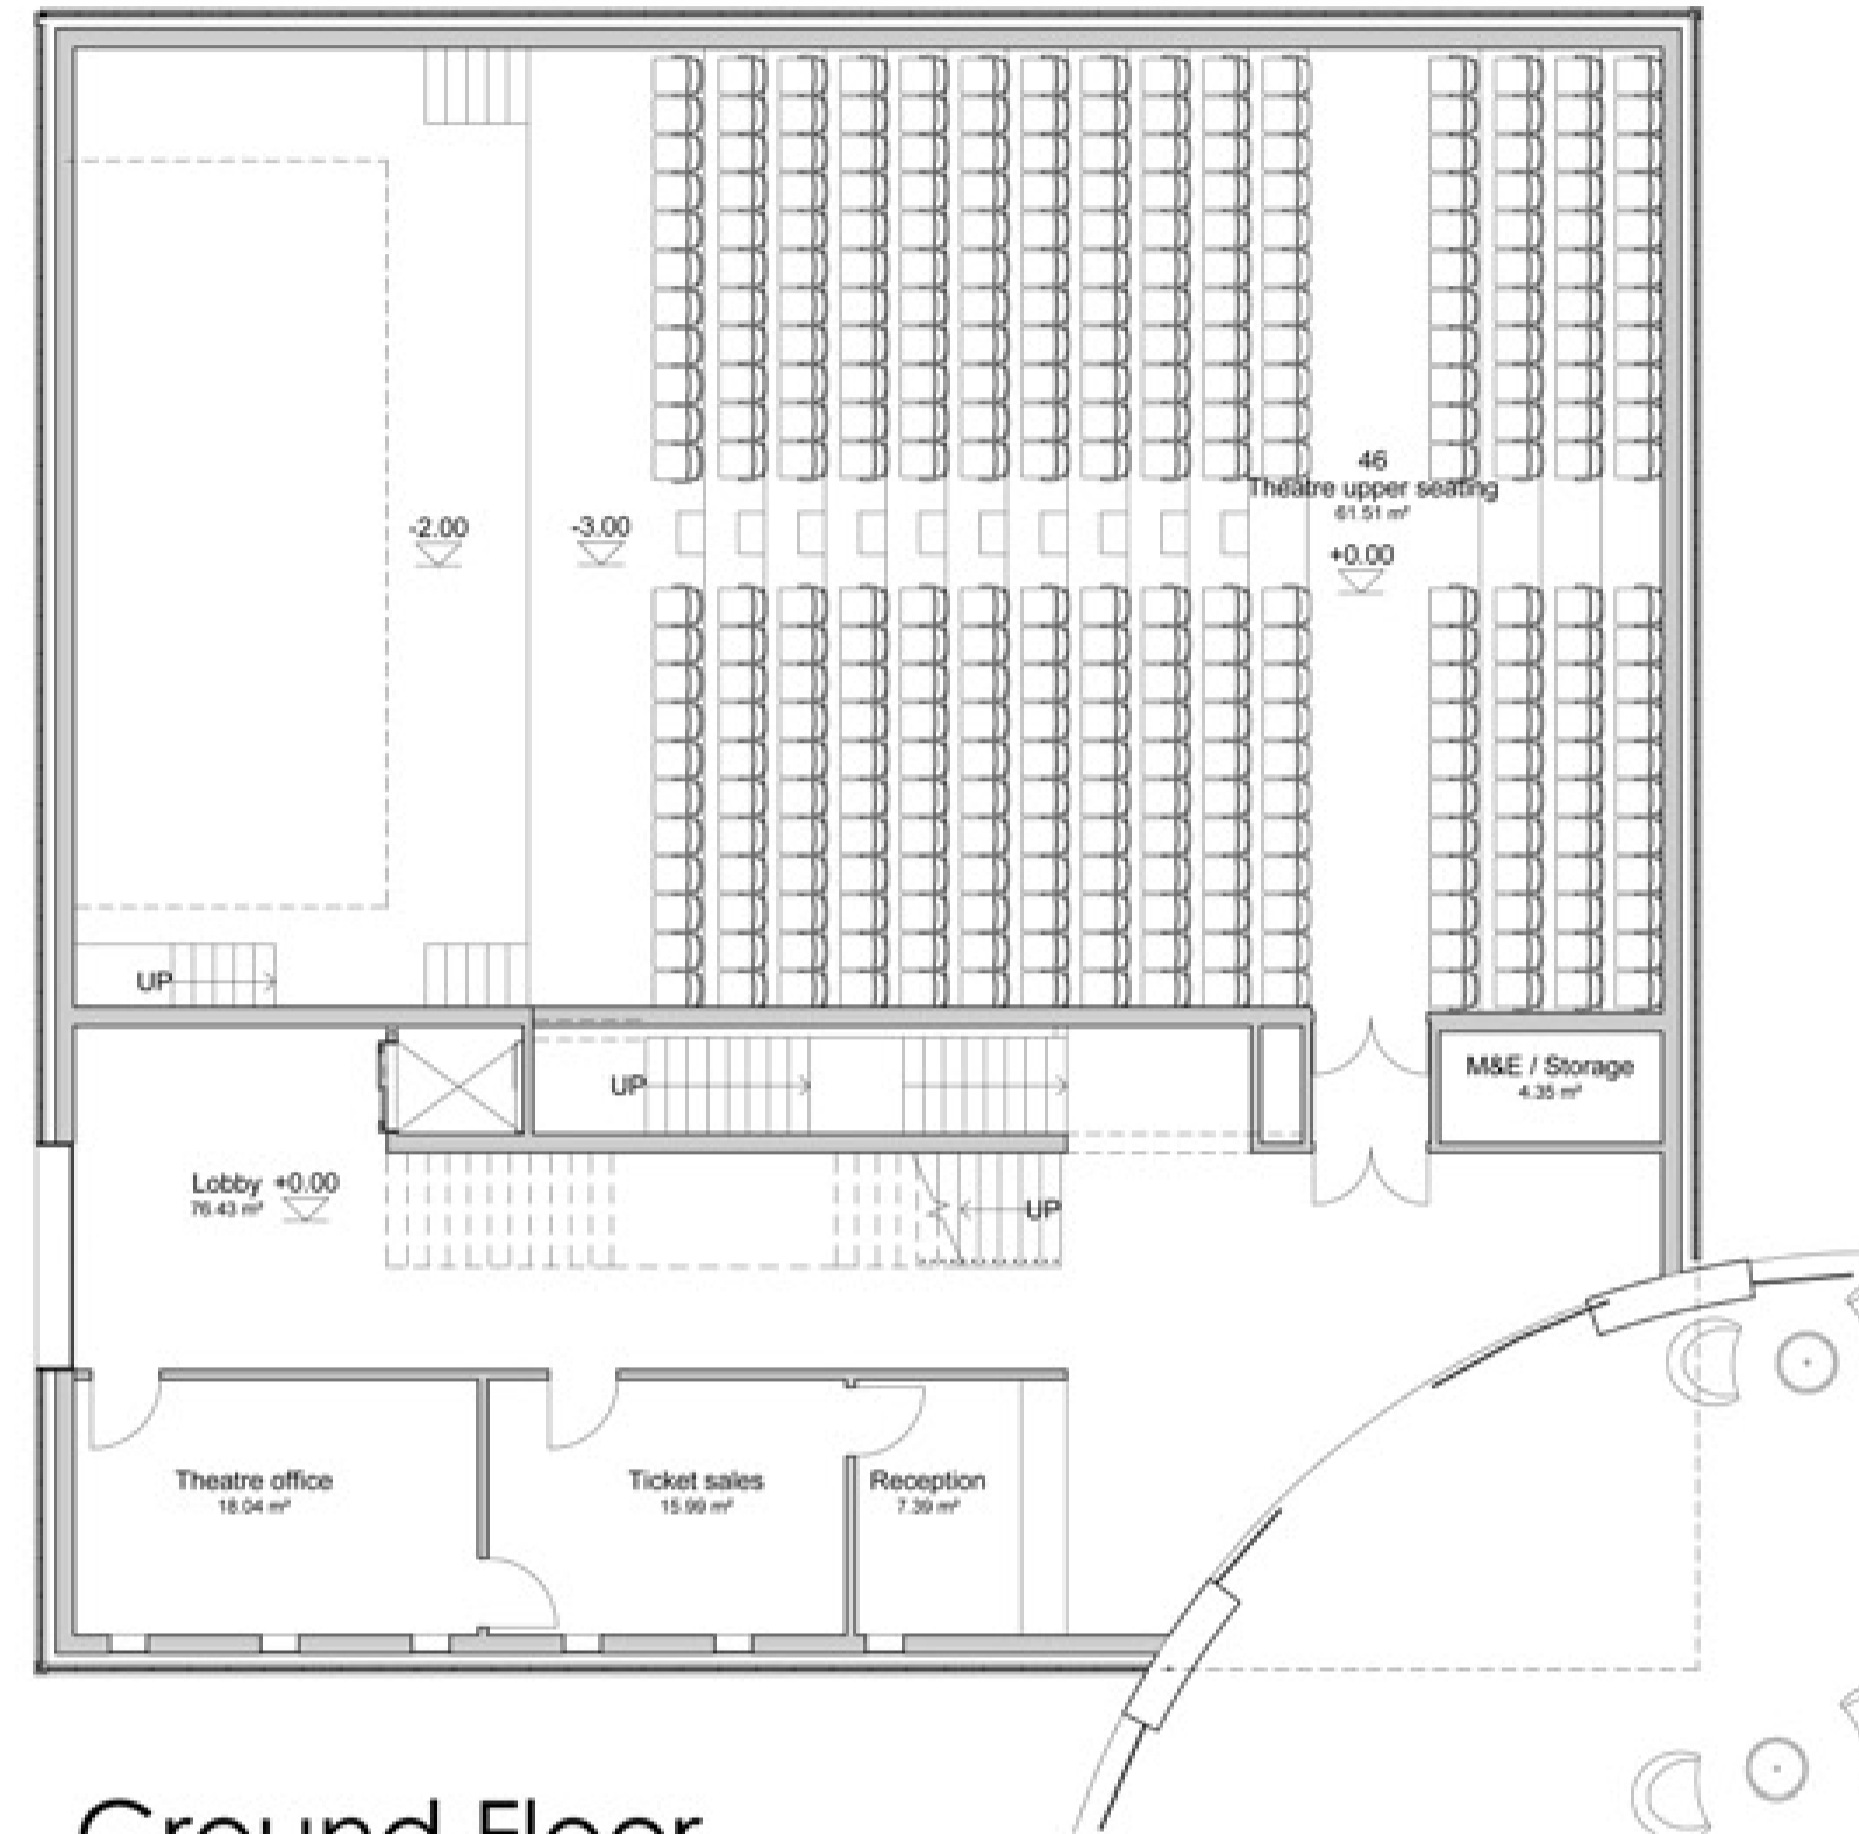 46
Theatre upper seating
61.51 m²
-2.00
-3.00
+0.00
UP
UP
M&E / Storage
4.35 m²
Lobby +0.00
76.43 m²
UP
Theatre office
18.04 m²
Ticket sales
15.99 m²
Reception
7.39 m²
Ground Floor